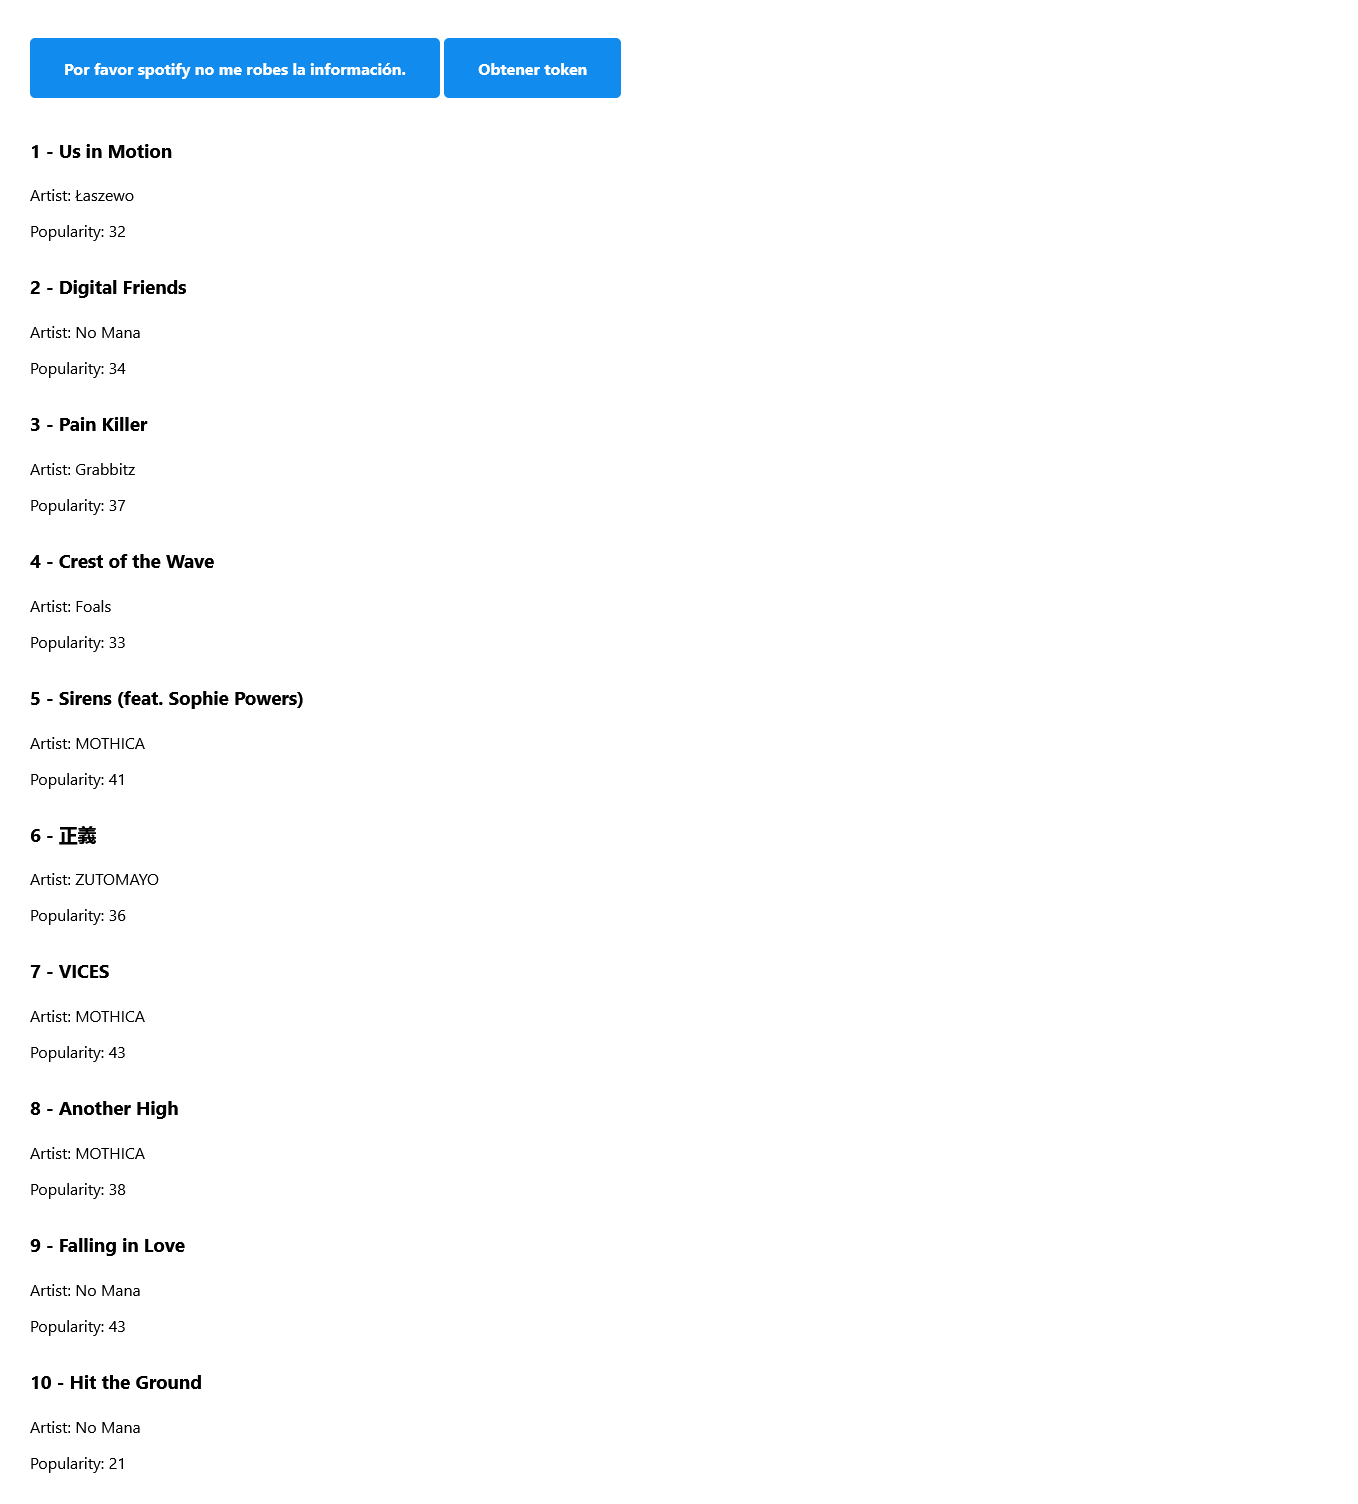 Por favor spotify no me robes la información.
Obtener token
1 - Us in Motion
Artist: Łaszewo
Popularity: 32
2 - Digital Friends
Artist: No Mana
Popularity: 34
3 - Pain Killer
Artist: Grabbitz
Popularity: 37
4 - Crest of the Wave
Artist: Foals
Popularity: 33
5 - Sirens (feat. Sophie Powers)
Artist: MOTHICA
Popularity: 41
6 - 正義
Artist: ZUTOMAYO
Popularity: 36
7 - VICES
Artist: MOTHICA
Popularity: 43
8 - Another High
Artist: MOTHICA
Popularity: 38
9 - Falling in Love
Artist: No Mana
Popularity: 43
10 - Hit the Ground
Artist: No Mana
Popularity: 21